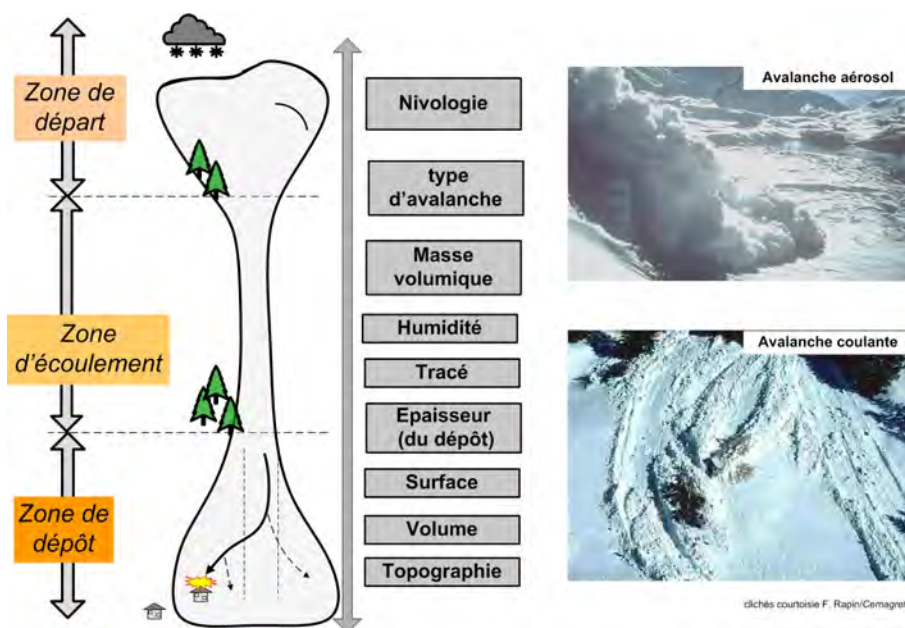 Zone de
départ
Zone
d'écoulement
Zone de
dépôt
Nivologie
type
d'avalanche
Masse
volumique
Humidité
Tracé
Epaisseur
(du dépôt)
Surface
Volume
Topographie
Avalanche aérosol
Avalanche coulante
clichés courtoisie F. Rapin/Cemagref